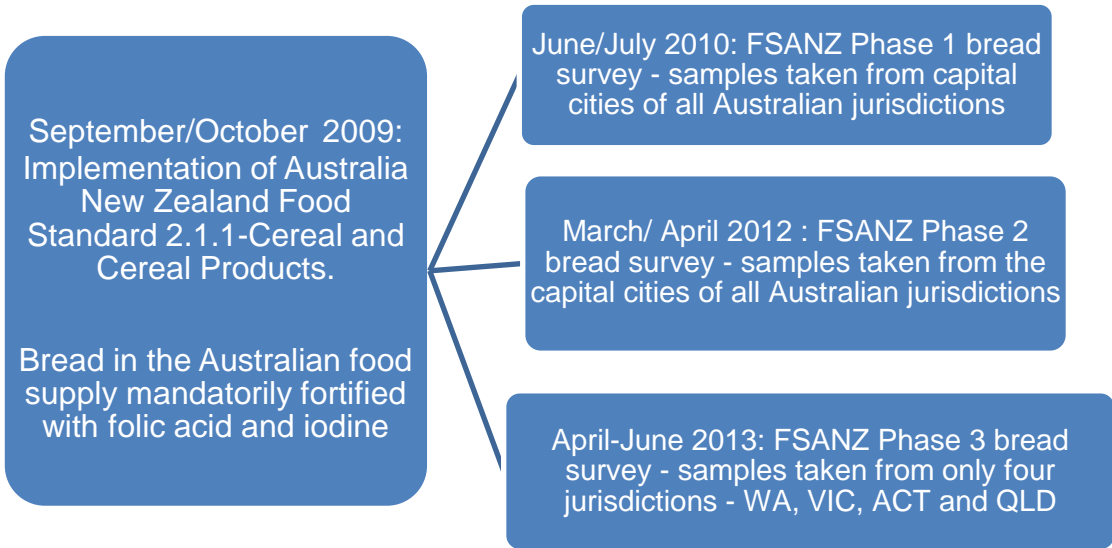 September/October 2009:
Implementation of Australia
New Zealand Food
Standard 2.1.1-Cereal and
Cereal Products.
Bread in the Australian food
supply mandatorily fortified
with folic acid and iodine
June/July 2010: FSANZ Phase 1 bread
survey - samples taken from capital
cities of all Australian jurisdictions
March/ April 2012 : FSANZ Phase 2
bread survey - samples taken from the
capital cities of all Australian jurisdictions
April-June 2013: FSANZ Phase 3 bread
survey - samples taken from only four
jurisdictions - WA, VIC, ACT and QLD